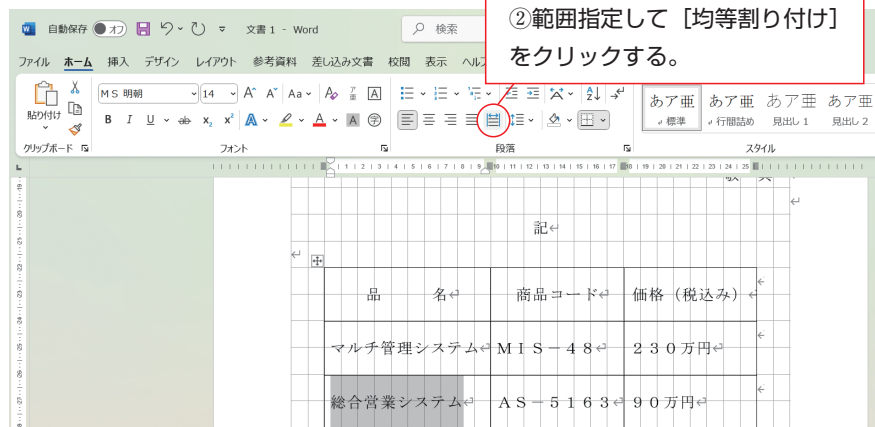 ②範囲指定して［均等割り付け］
をクリックする。
自動保存 オフ 文書 1 - Word 検索
ファイル ホーム 挿入 デザイン レイアウト 参考資料 差し込み文書 校閲 表示
貼り付け
ＭＳ 明朝 14 A A Aa
B I U ab x₂ x² A A A 字
あア亜 あア亜 あア亜 あア亜
標準 行間詰め 見出し 1 見出し 2
クリップボード フォント 段落 スタイル
記
品　　名 商品コード 価格（税込み）
マルチ管理システム ＭＩＳ－４８ ２３０万円
総合営業システム ＡＳ－５１６３ ９０万円